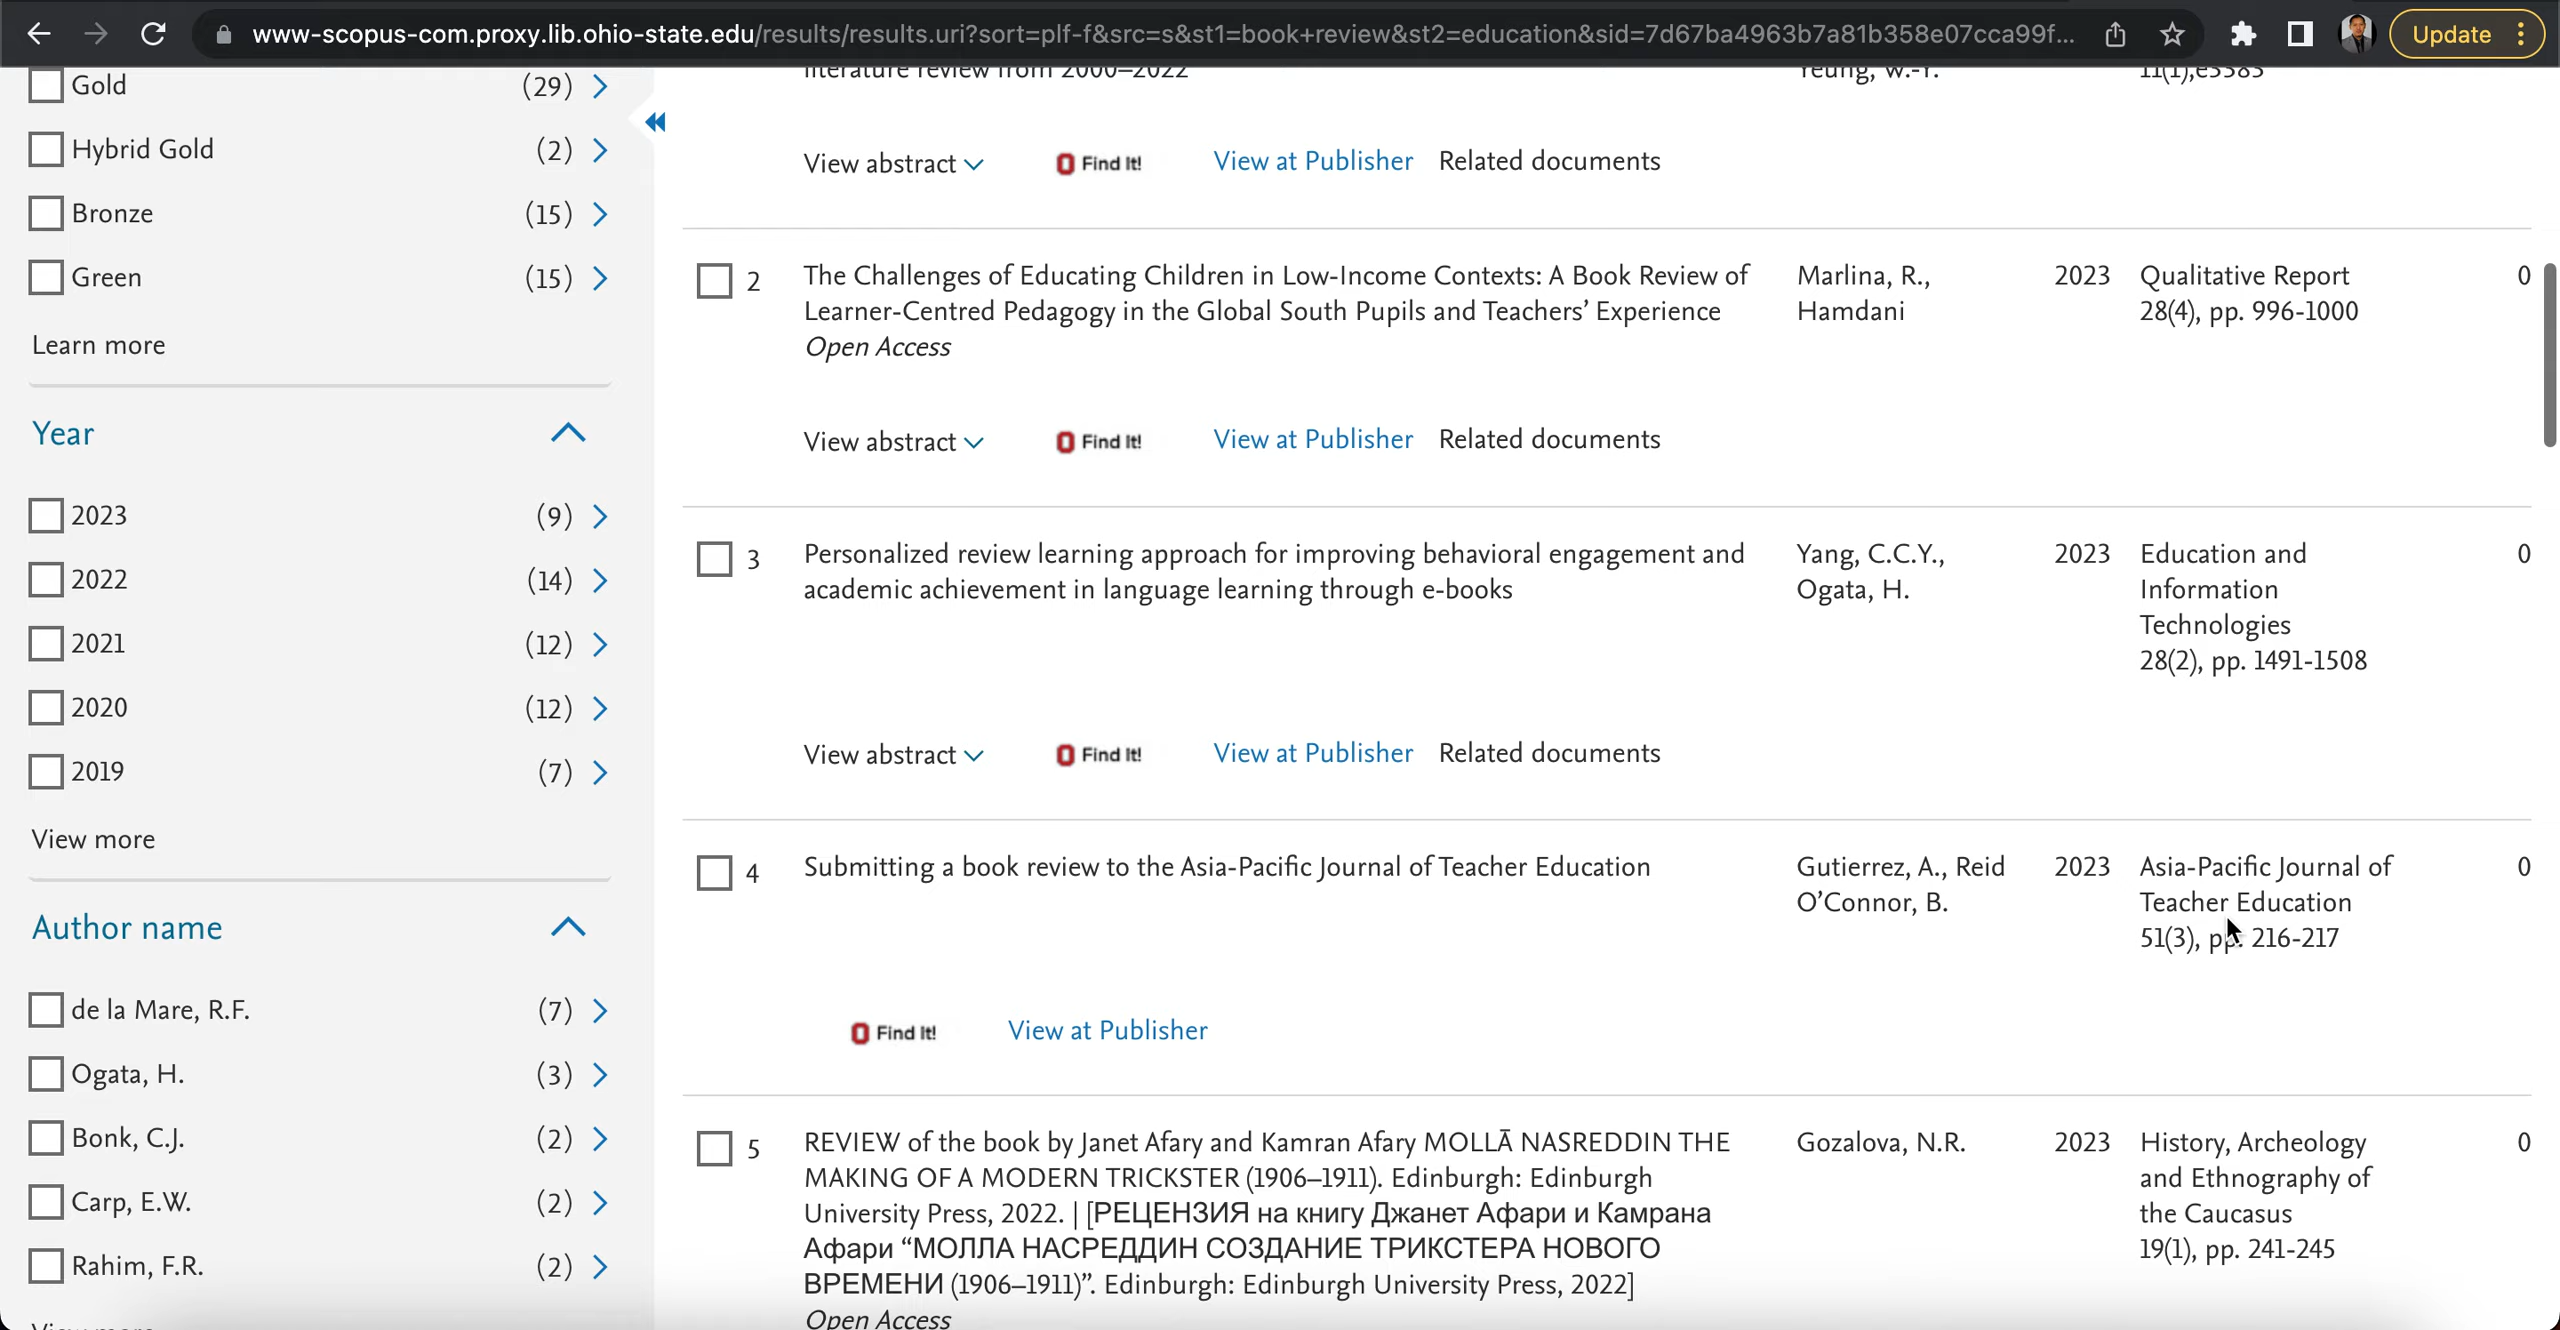 www-scopus-com.proxy.lib.ohio-state.edu/results/results.uri?sort=plf-f&src=s&st1=book+review&st2=education&sid=7d67ba4963b7a81b358e07cca99f...
Update
Gold (29)
Hybrid Gold (2)
Bronze (15)
Green (15)
Learn more
Year
2023 (9)
2022 (14)
2021 (12)
2020 (12)
2019 (7)
View more
Author name
de la Mare, R.F. (7)
Ogata, H. (3)
Bonk, C.J. (2)
Carp, E.W. (2)
Rahim, F.R. (2)
View more
literature review from 2000–2022
Yeung, W.-Y.
11(1),e3383
View abstract Find It! View at Publisher Related documents
2 The Challenges of Educating Children in Low-Income Contexts: A Book Review of
Learner-Centred Pedagogy in the Global South Pupils and Teachers’ Experience
Open Access
Marlina, R.,
Hamdani
2023
Qualitative Report
28(4), pp. 996-1000
0
View abstract Find It! View at Publisher Related documents
3 Personalized review learning approach for improving behavioral engagement and
academic achievement in language learning through e-books
Yang, C.C.Y.,
Ogata, H.
2023
Education and
Information
Technologies
28(2), pp. 1491-1508
0
View abstract Find It! View at Publisher Related documents
4 Submitting a book review to the Asia-Pacific Journal of Teacher Education
Gutierrez, A., Reid
O’Connor, B.
2023
Asia-Pacific Journal of
Teacher Education
51(3), pp. 216-217
0
Find It! View at Publisher
5 REVIEW of the book by Janet Afary and Kamran Afary MOLLĀ NASREDDIN THE
MAKING OF A MODERN TRICKSTER (1906–1911). Edinburgh: Edinburgh
University Press, 2022. | [РЕЦЕНЗИЯ на книгу Джанет Афари и Камрана
Афари “МОЛЛА НАСРЕДДИН СОЗДАНИЕ ТРИКСТЕРА НОВОГО
ВРЕМЕНИ (1906–1911)”. Edinburgh: Edinburgh University Press, 2022]
Open Access
Gozalova, N.R.
2023
History, Archeology
and Ethnography of
the Caucasus
19(1), pp. 241-245
0